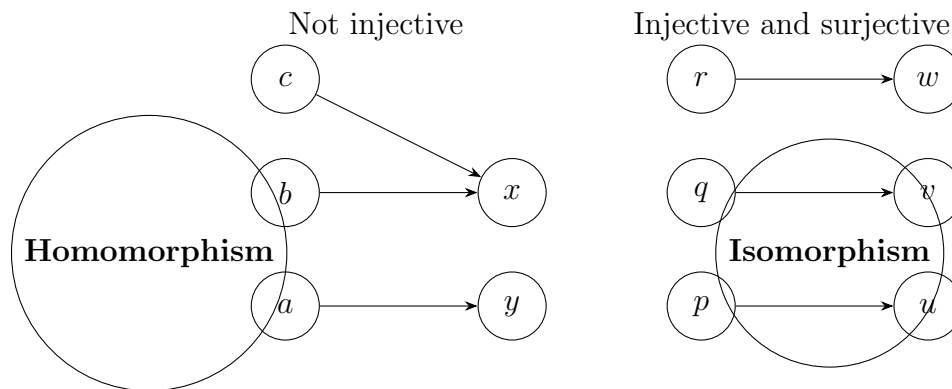 Not injective
Injective and surjective
c
r
w
b
x
q
v
Homomorphism
Isomorphism
a
y
p
u